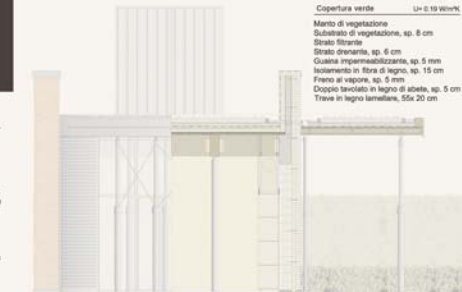 Copertura verde U= 0.19 W/m²K
Manto di vegetazione
Substrato di vegetazione, sp. 8 cm
Strato filtrante
Strato drenante, sp. 6 cm
Guaina impermeabilizzante, sp. 5 mm
Isolamento in fibra di legno, sp. 15 cm
Freno al vapore, sp. 5 mm
Doppio tavolato in legno di abete, sp. 5 cm
Trave in legno lamellare, 55x 20 cm